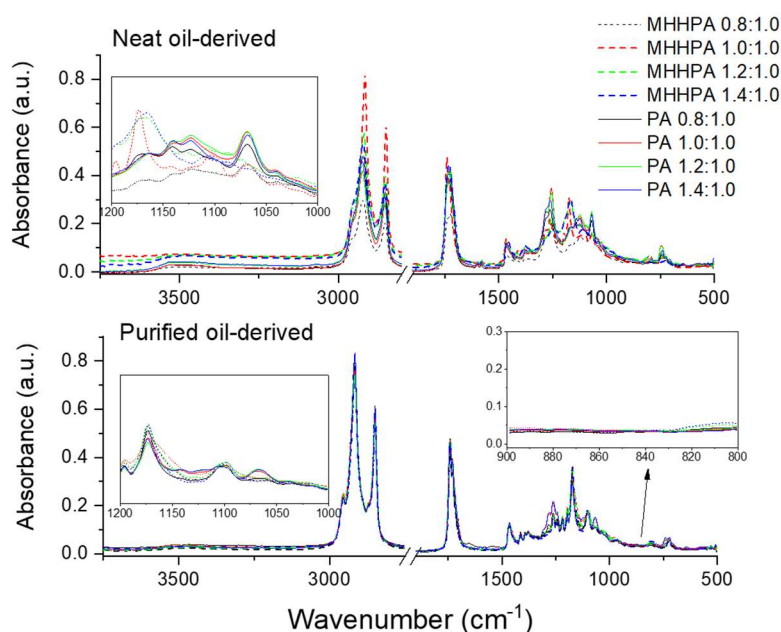 Neat oil-derived
MHHPA 0.8:1.0
MHHPA 1.0:1.0
MHHPA 1.2:1.0
MHHPA 1.4:1.0
PA 0.8:1.0
PA 1.0:1.0
PA 1.2:1.0
PA 1.4:1.0
Absorbance (a.u.)
0.8
0.6
0.4
0.2
0.0
1200 1150 1100 1050 1000
3750 3000 1500 1000 500
Purified oil-derived
Absorbance (a.u.)
0.8
0.6
0.4
0.2
0.0
1200 1150 1100 1050 1000
0.3
0.2
0.1
0.0
900 880 860 840 820 800
3750 3000 1500 1000 500
Wavenumber (cm⁻¹)